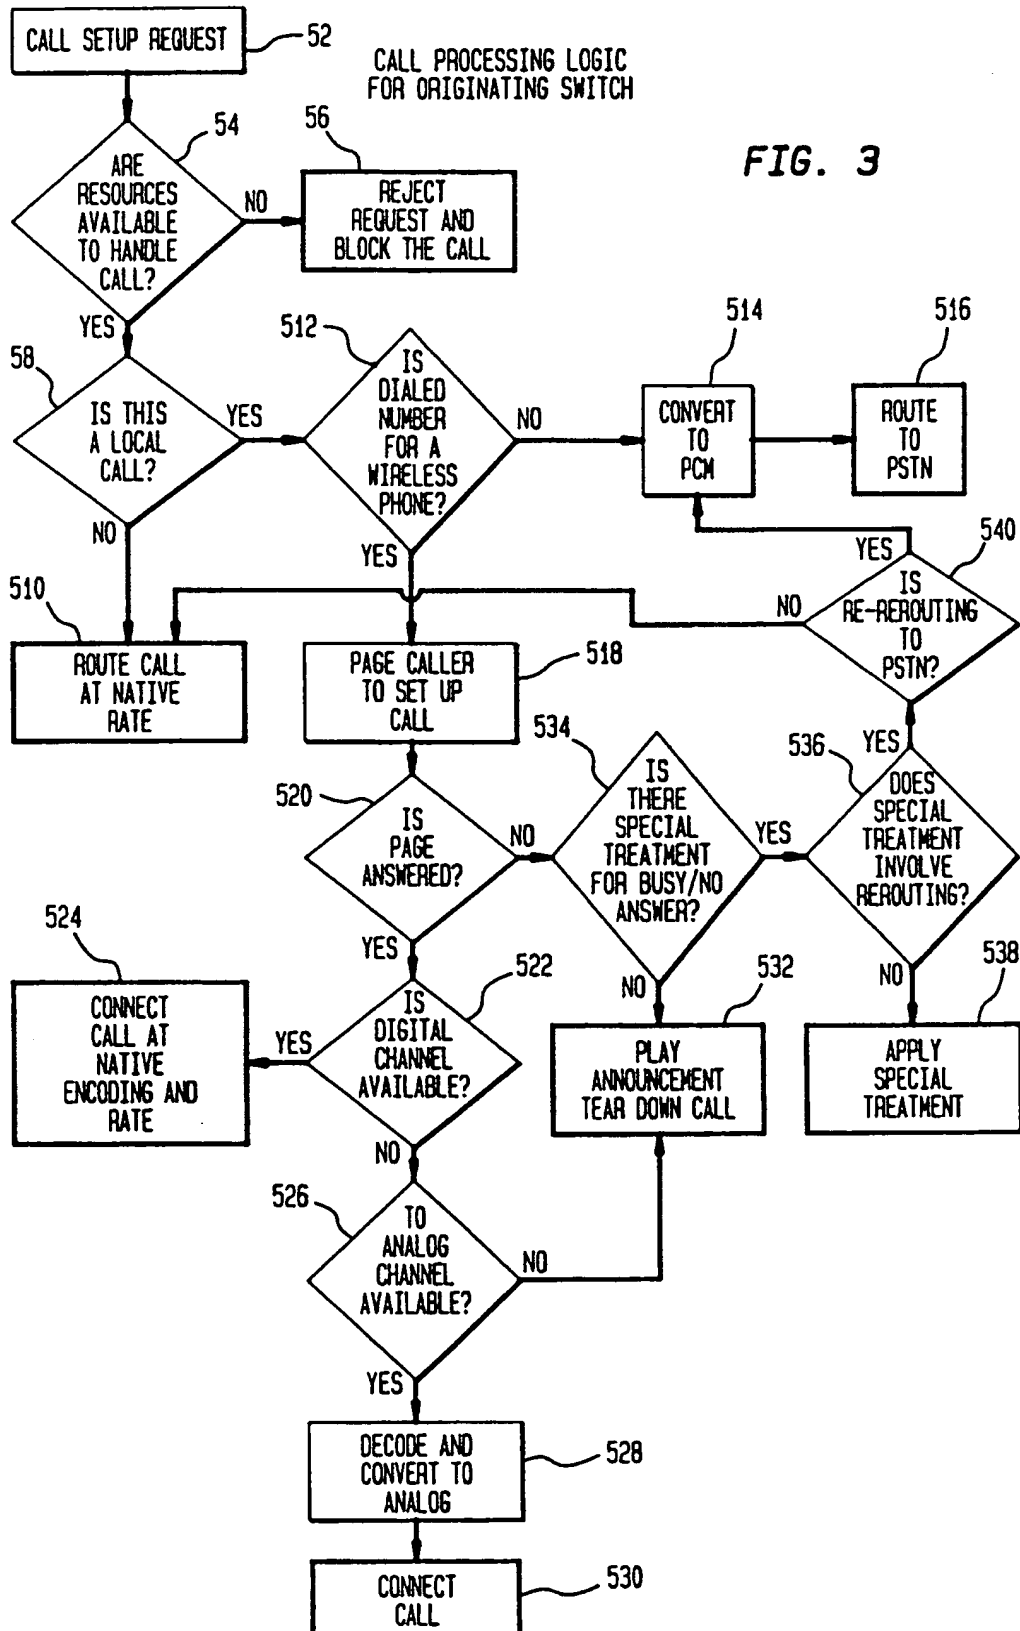 CALL SETUP REQUEST
52
CALL PROCESSING LOGIC
FOR ORIGINATING SWITCH
FIG. 3
54
ARE
RESOURCES
AVAILABLE
TO HANDLE
CALL?
NO
YES
56
REJECT
REQUEST AND
BLOCK THE CALL
58
IS THIS
A LOCAL
CALL?
YES
NO
512
IS
DIALED
NUMBER
FOR A
WIRELESS
PHONE?
NO
YES
514
CONVERT
TO
PCM
516
ROUTE
TO
PSTN
540
YES
IS
RE-REROUTING
TO
PSTN?
NO
510
ROUTE CALL
AT NATIVE
RATE
518
PAGE CALLER
TO SET UP
CALL
520
IS
PAGE
ANSWERED?
NO
YES
534
IS
THERE
SPECIAL
TREATMENT
FOR BUSY/NO
ANSWER?
YES
NO
536
YES
DOES
SPECIAL
TREATMENT
INVOLVE
REROUTING?
NO
524
CONNECT
CALL AT
NATIVE
ENCODING AND
RATE
522
IS
DIGITAL
CHANNEL
AVAILABLE?
YES
NO
532
PLAY
ANNOUNCEMENT
TEAR DOWN CALL
538
APPLY
SPECIAL
TREATMENT
526
TO
ANALOG
CHANNEL
AVAILABLE?
NO
YES
528
DECODE AND
CONVERT TO
ANALOG
530
CONNECT
CALL